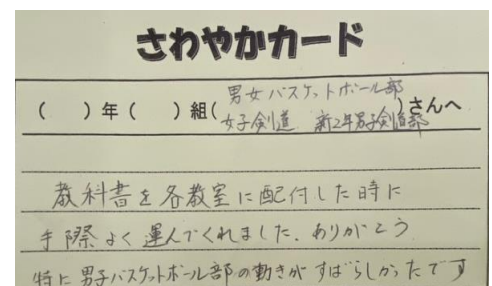 さわやかカード
男女バスケットボール部
( )年( )組( 女子剣道 新2年男子剣道部 )さんへ
教科書を各教室に配付した時に
手際よく運んでくれました。ありがとう
特に男子バスケットボール部の動きがすばらしかったです